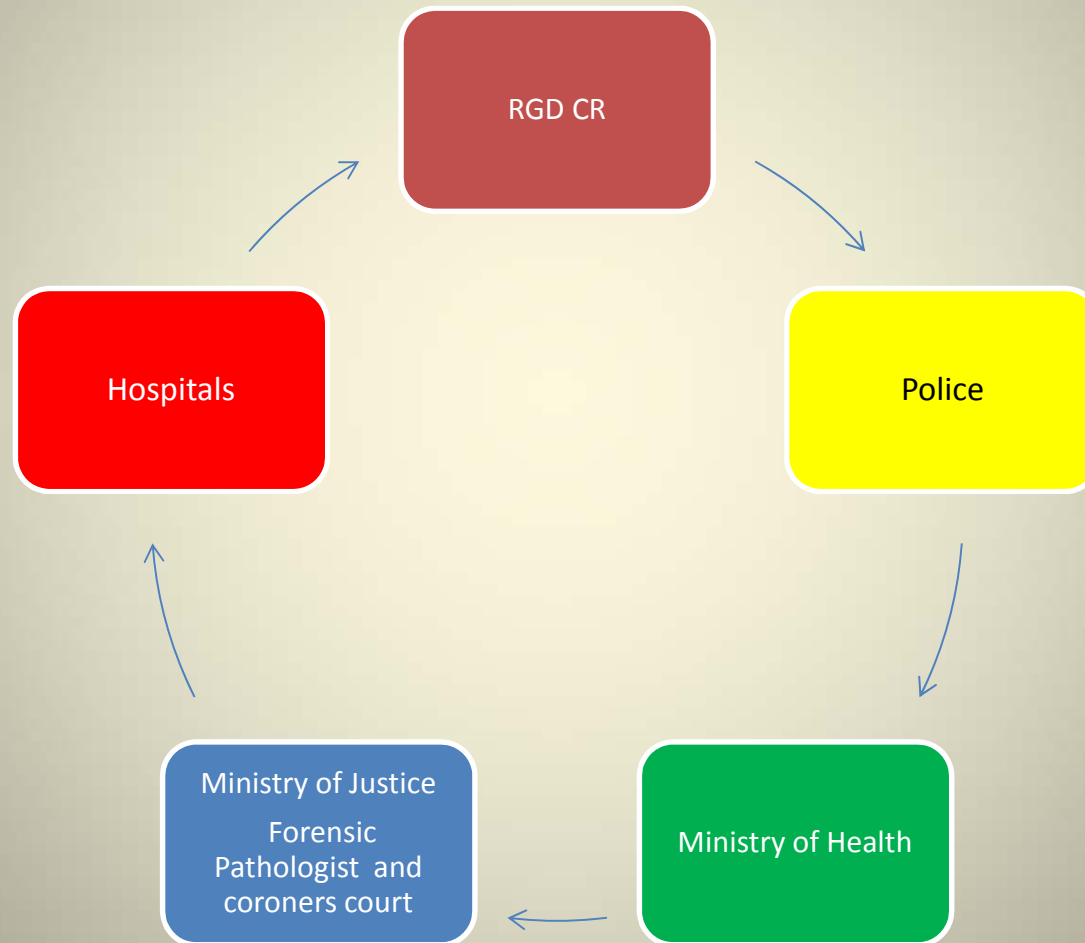 RGD CR
Hospitals
Police
Ministry of Justice
Forensic
Pathologist and
coroners court
Ministry of Health